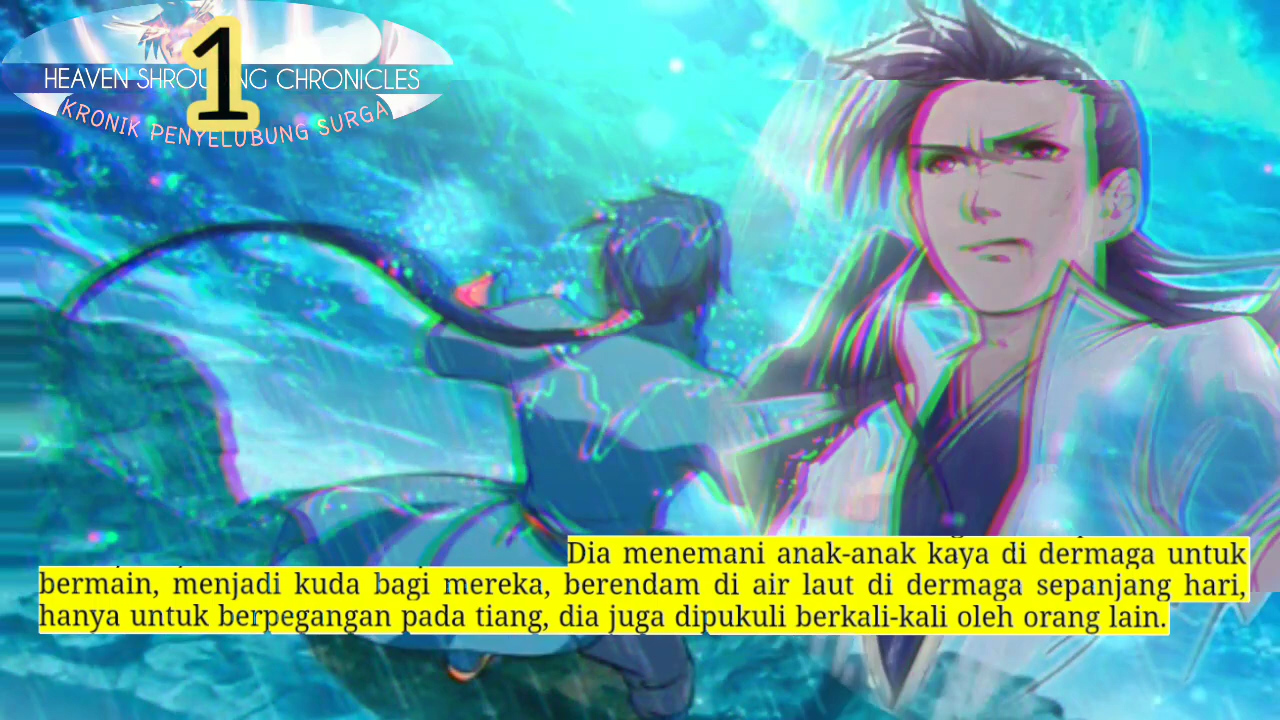 1
HEAVEN SHROUDING CHRONICLES
KRONIK PENYELUBUNG SURGA
Dia menemani anak-anak kaya di dermaga untuk
bermain, menjadi kuda bagi mereka, berendam di air laut di dermaga sepanjang hari,
hanya untuk berpegangan pada tiang, dia juga dipukuli berkali-kali oleh orang lain.